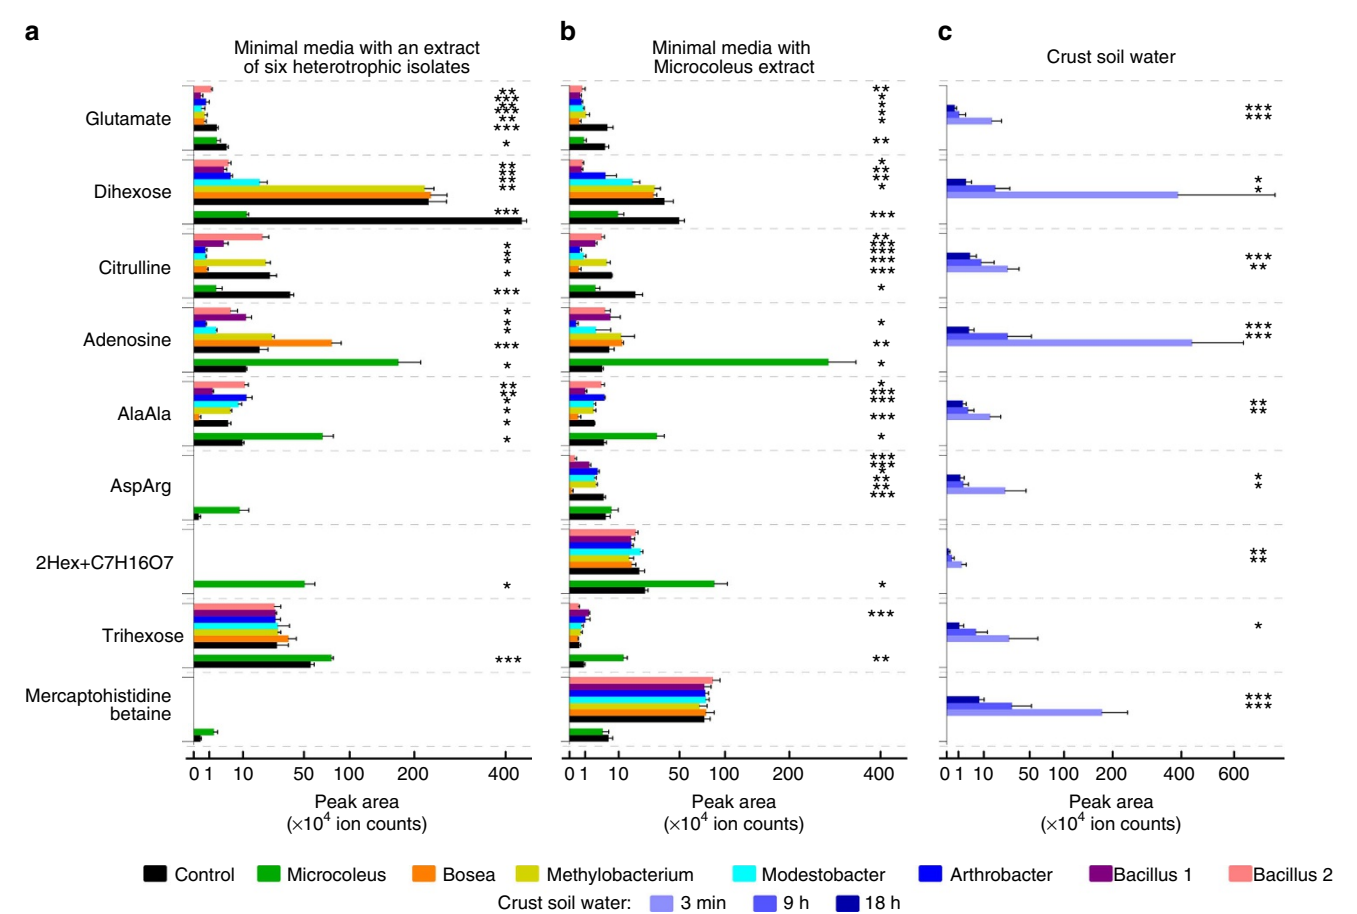 a
b
c
Minimal media with an extract
of six heterotrophic isolates
Minimal media with
Microcoleus extract
Crust soil water
Glutamate
** *** ** *** ** *** *
** * * * * **
*** ***
Dihexose
** ** ** ** ***
* ** ** * ***
* *
Citrulline
* * * * ***
** *** *** *** *** *
*** **
Adenosine
* * * *** *
* ** *
*** ***
AlaAla
** ** * * * *
* *** *** *** *
** **
AspArg
*** *** * ** ** ***
* *
2Hex+C7H16O7
*
*
** **
Trihexose
***
*** **
*
Mercaptohistidine
betaine
*** ***
0 1 10 50 100 200 400
0 1 10 50 100 200 400
0 1 10 50 100 200 400 600
Peak area
(×10⁴ ion counts)
Peak area
(×10⁴ ion counts)
Peak area
(×10⁴ ion counts)
Control Microcoleus Bosea Methylobacterium Modestobacter Arthrobacter Bacillus 1 Bacillus 2
Crust soil water: 3 min 9 h 18 h